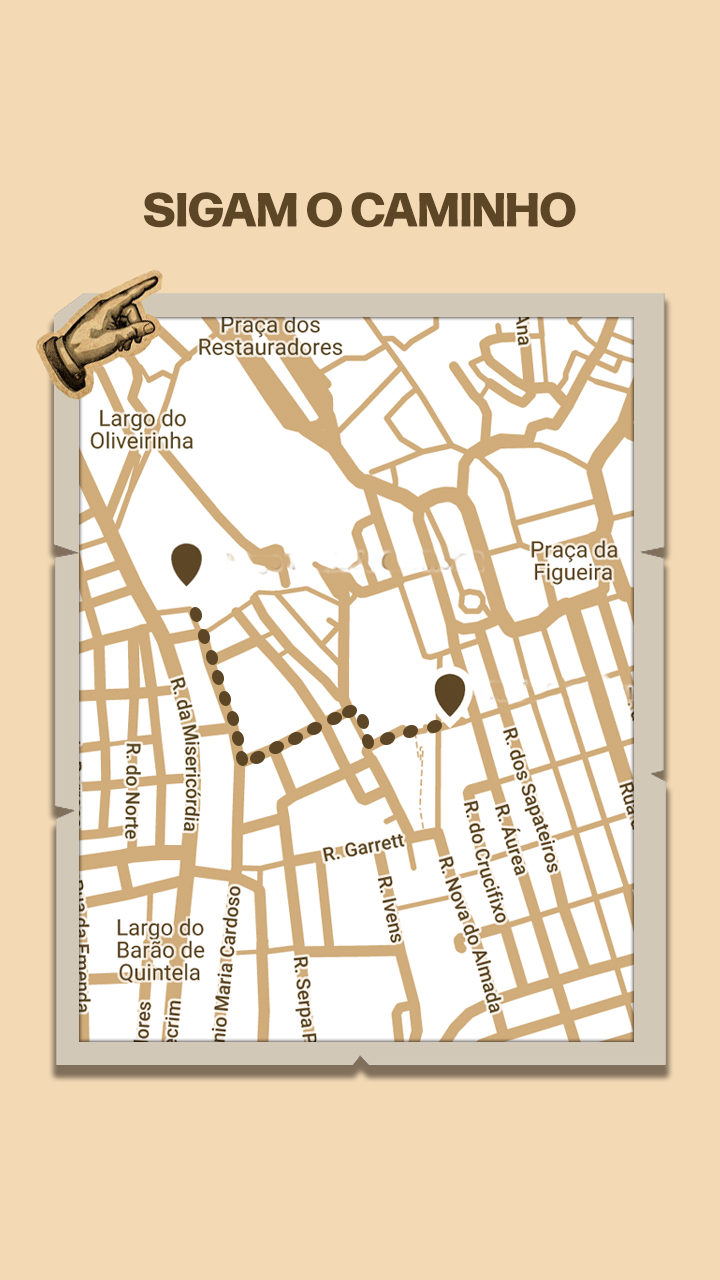 SIGAM O CAMINHO
Praça dos
Restauradores
Ana
Largo do
Oliveirinha
Praça da
Figueira
R. da Misericórdia
R. do Norte
R. dos Sapateiros
R. Áurea
R. do Crucifixo
R. Garrett
R. Ivens
R. Nova do Almada
Largo do
Barão de
Quintela
nio Maria Cardoso
R. Serpa P
Rua da Emenda
lores
ecrim